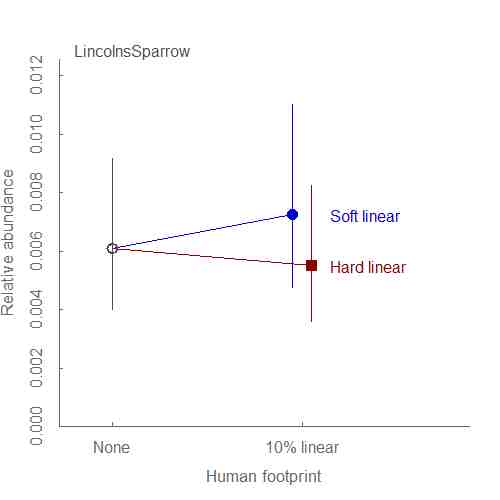 LincolnsSparrow
0.012
0.010
0.008
0.006
0.004
0.002
0.000
Relative abundance
Soft linear
Hard linear
None
10% linear
Human footprint